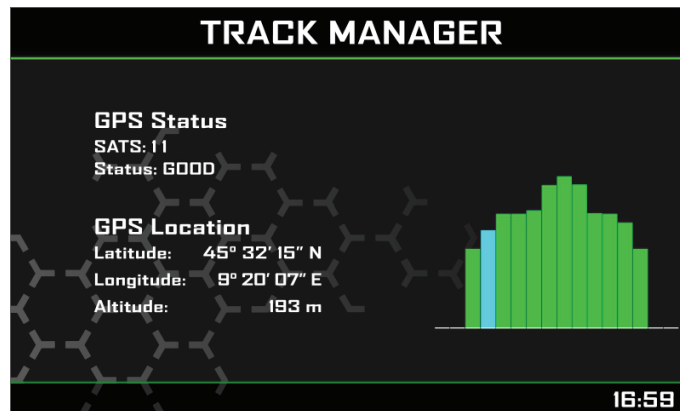 TRACK MANAGER
GPS Status
SATS: 11
Status: GOOD
GPS Location
Latitude: 45° 32' 15" N
Longitude: 9° 20' 07" E
Altitude: 193 m
16:59